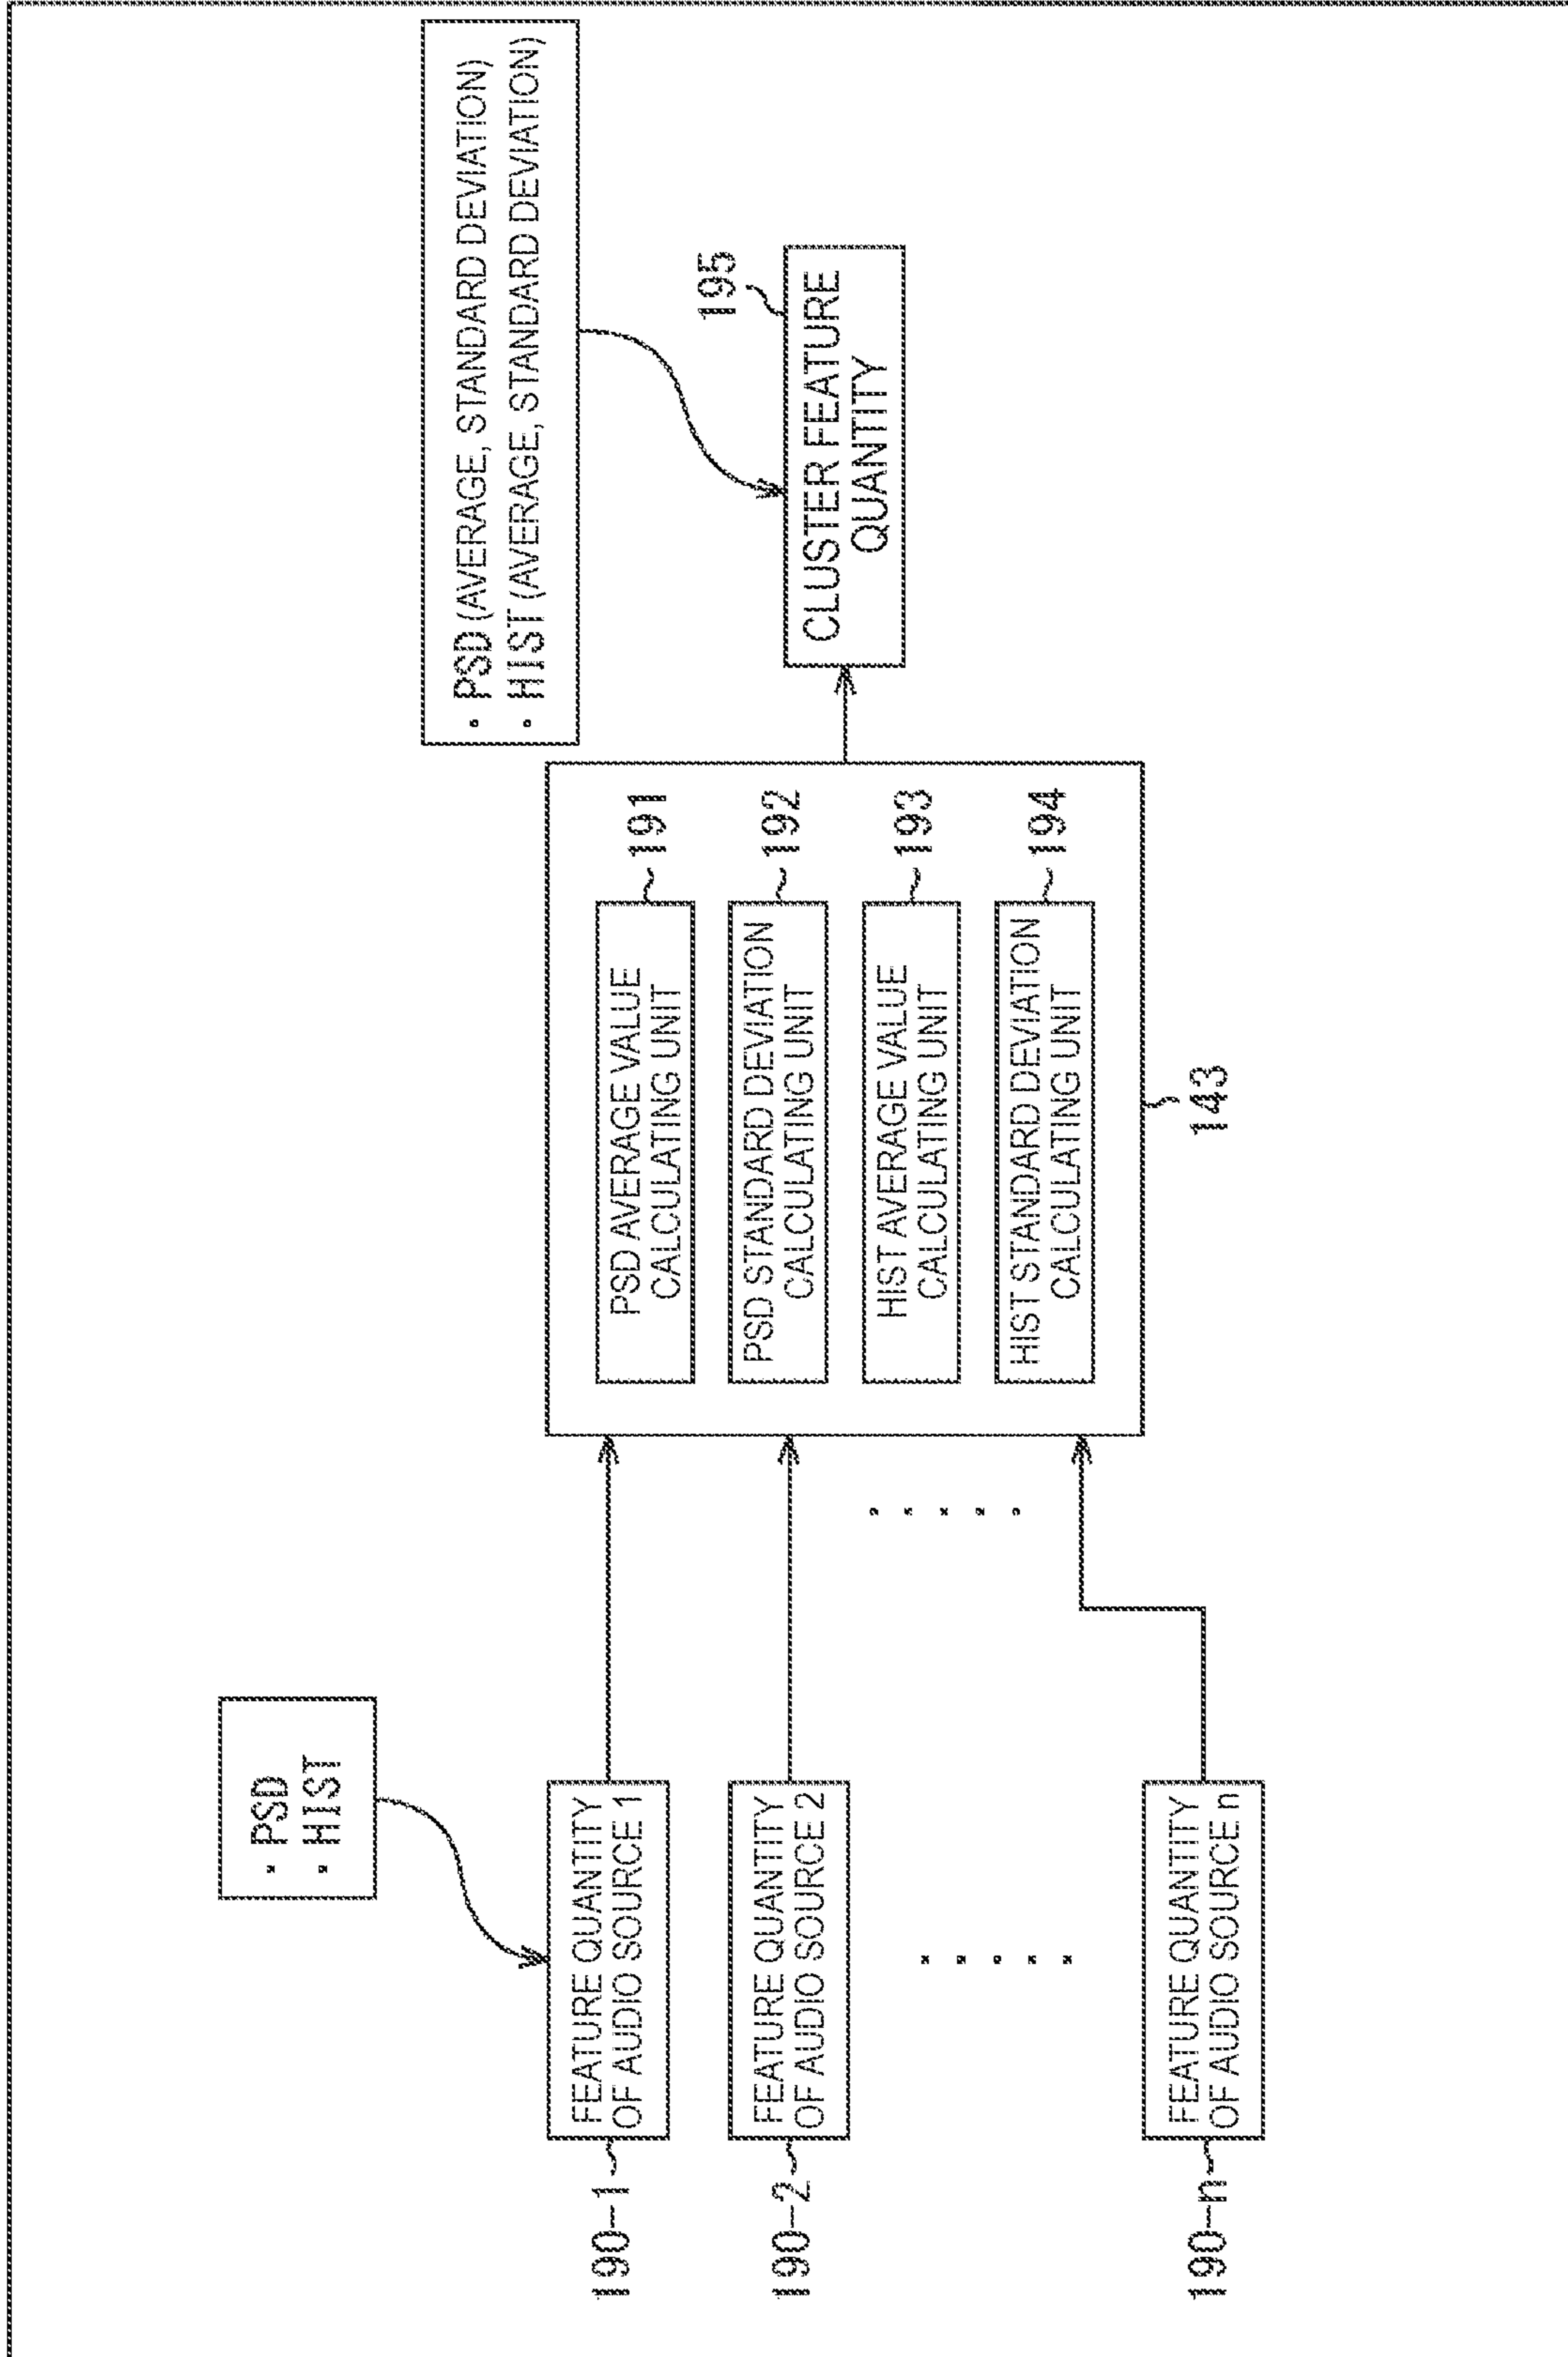 · PSD
· HIST
190-1
FEATURE QUANTITY
OF AUDIO SOURCE 1
190-2
FEATURE QUANTITY
OF AUDIO SOURCE 2
190-n
FEATURE QUANTITY
OF AUDIO SOURCE n
PSD AVERAGE VALUE
CALCULATING UNIT
191
PSD STANDARD DEVIATION
CALCULATING UNIT
192
HIST AVERAGE VALUE
CALCULATING UNIT
193
HIST STANDARD DEVIATION
CALCULATING UNIT
194
143
· PSD (AVERAGE, STANDARD DEVIATION)
· HIST (AVERAGE, STANDARD DEVIATION)
195
CLUSTER FEATURE
QUANTITY